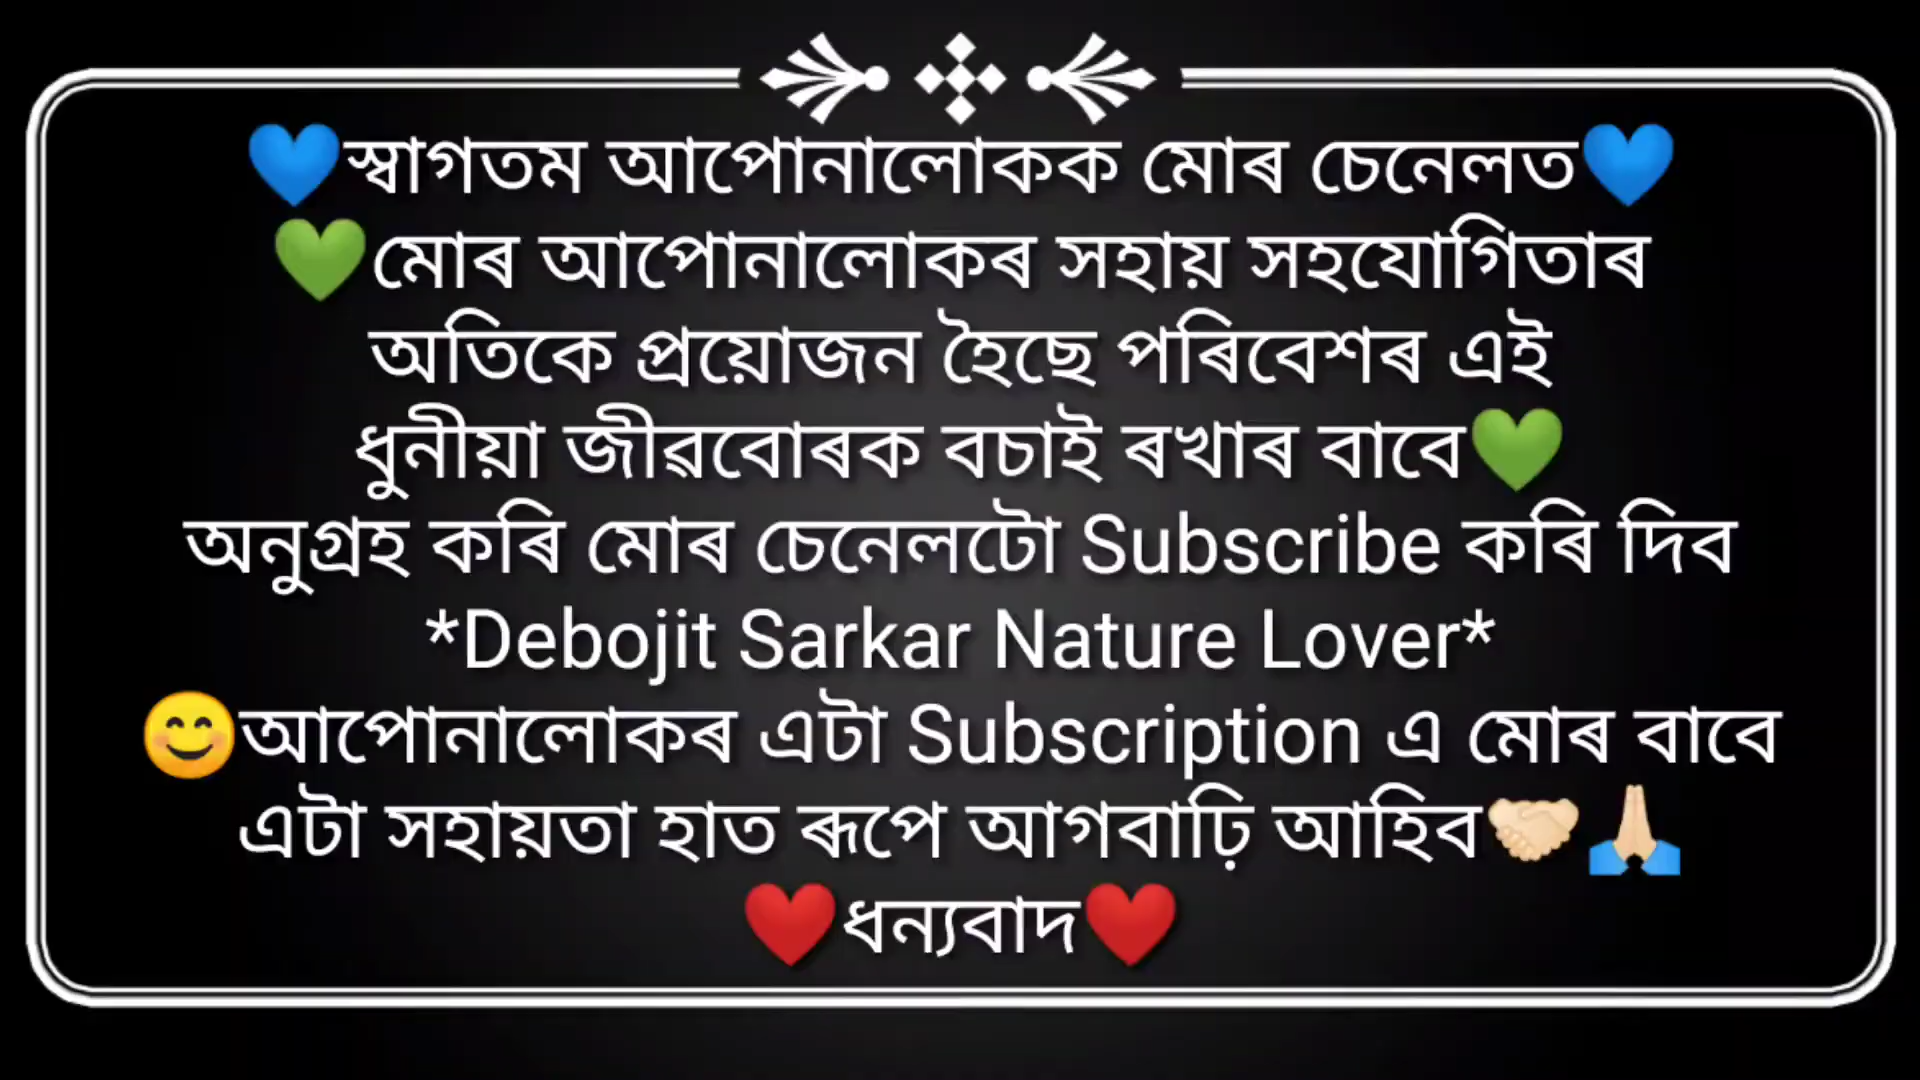 💙স্বাগতম আপোনালোকক মোৰ চেনেলত💙
💚মোৰ আপোনালোকৰ সহায় সহযোগিতাৰ
অতিকে প্ৰয়োজন হৈছে পৰিবেশৰ এই
ধুনীয়া জীৱবোৰক বচাই ৰখাৰ বাবে💚
অনুগ্ৰহ কৰি মোৰ চেনেলটো Subscribe কৰি দিব
*Debojit Sarkar Nature Lover*
😊আপোনালোকৰ এটা Subscription এ মোৰ বাবে
এটা সহায়তা হাত ৰূপে আগবাঢ়ি আহিব🤝🏻🙏🏻
❤️ধন্যবাদ❤️